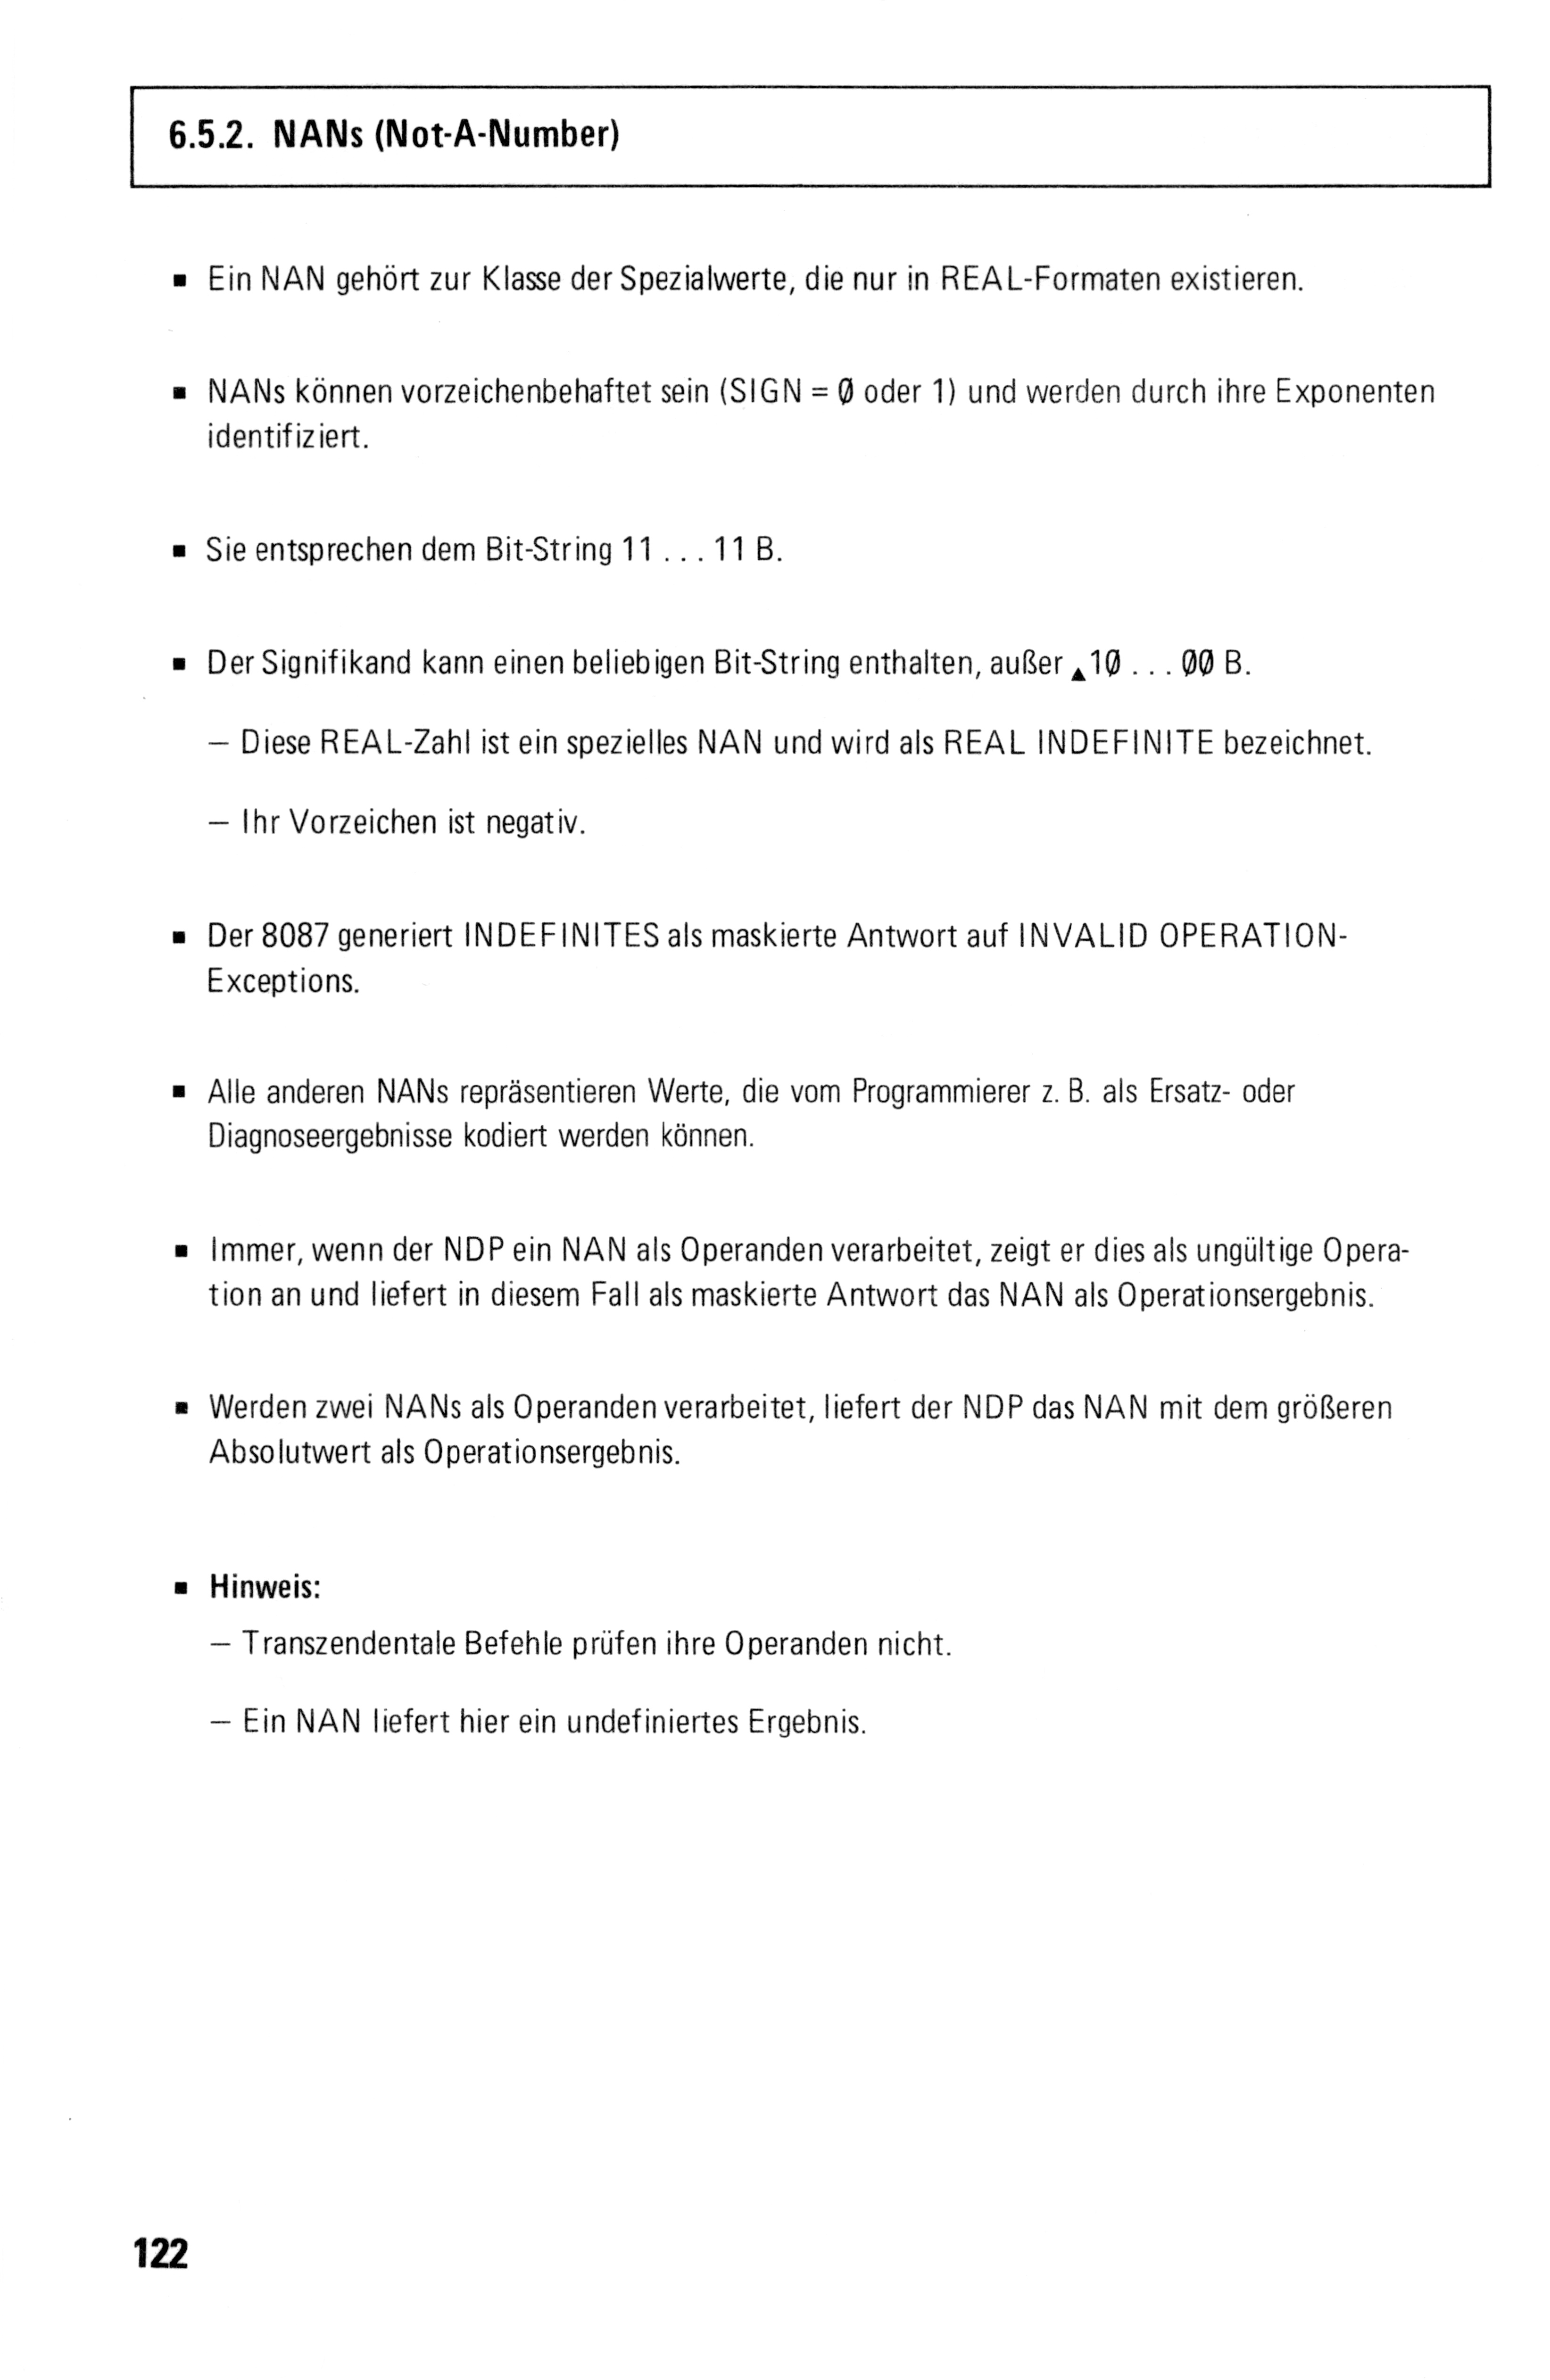 6.5.2. NANs (Not-A-Number)
▪ Ein NAN gehört zur Klasse der Spezialwerte, die nur in REAL-Formaten existieren.
▪ NANs können vorzeichenbehaftet sein (SIGN = Ø oder 1) und werden durch ihre Exponenten
identifiziert.
▪ Sie entsprechen dem Bit-String 11 . . . 11 B.
▪ Der Signifikand kann einen beliebigen Bit-String enthalten, außer ▲1Ø . . . ØØ B.
— Diese REAL-Zahl ist ein spezielles NAN und wird als REAL INDEFINITE bezeichnet.
— Ihr Vorzeichen ist negativ.
▪ Der 8087 generiert INDEFINITES als maskierte Antwort auf INVALID OPERATION-
Exceptions.
▪ Alle anderen NANs repräsentieren Werte, die vom Programmierer z. B. als Ersatz- oder
Diagnoseergebnisse kodiert werden können.
▪ Immer, wenn der NDP ein NAN als Operanden verarbeitet, zeigt er dies als ungültige Opera-
tion an und liefert in diesem Fall als maskierte Antwort das NAN als Operationsergebnis.
▪ Werden zwei NANs als Operanden verarbeitet, liefert der NDP das NAN mit dem größeren
Absolutwert als Operationsergebnis.
▪ Hinweis:
— Transzendentale Befehle prüfen ihre Operanden nicht.
— Ein NAN liefert hier ein undefiniertes Ergebnis.
122